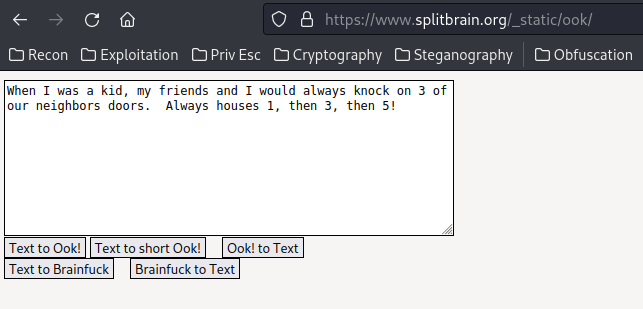 https://www.splitbrain.org/_static/ook/
Recon Exploitation Priv Esc Cryptography Steganography Obfuscation
When I was a kid, my friends and I would always knock on 3 of
our neighbors doors.  Always houses 1, then 3, then 5!
Text to Ook! Text to short Ook! Ook! to Text
Text to Brainfuck Brainfuck to Text